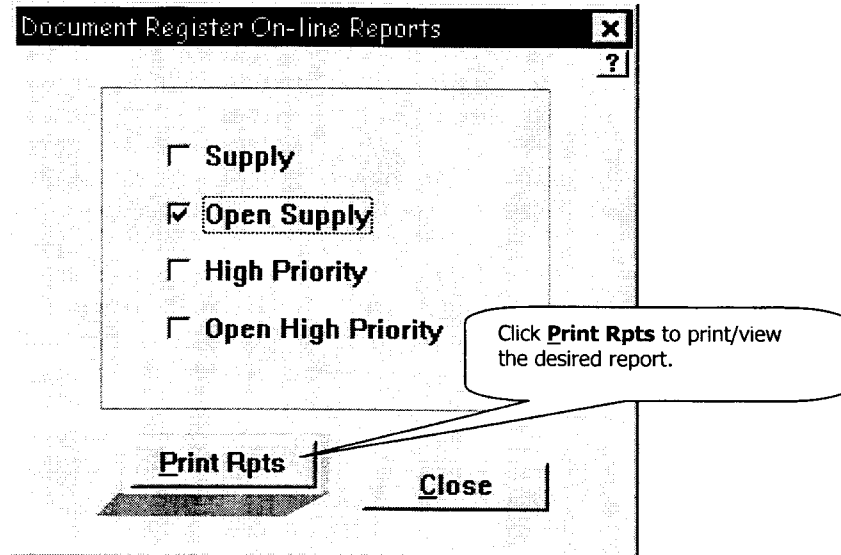 Document Register On-line Reports
?
Supply
Open Supply
High Priority
Open High Priority
Click Print Rpts to print/view
the desired report.
Print Rpts
Close